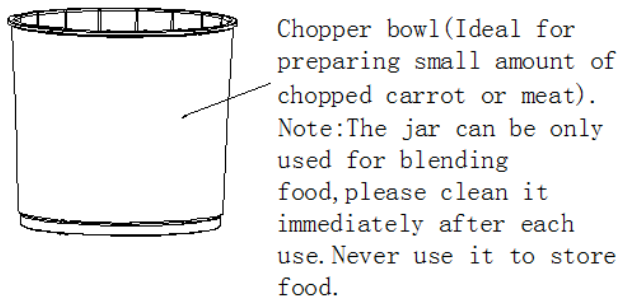 Chopper bowl(Ideal for
preparing small amount of
chopped carrot or meat).
Note:The jar can be only
used for blending
food,please clean it
immediately after each
use.Never use it to store
food.